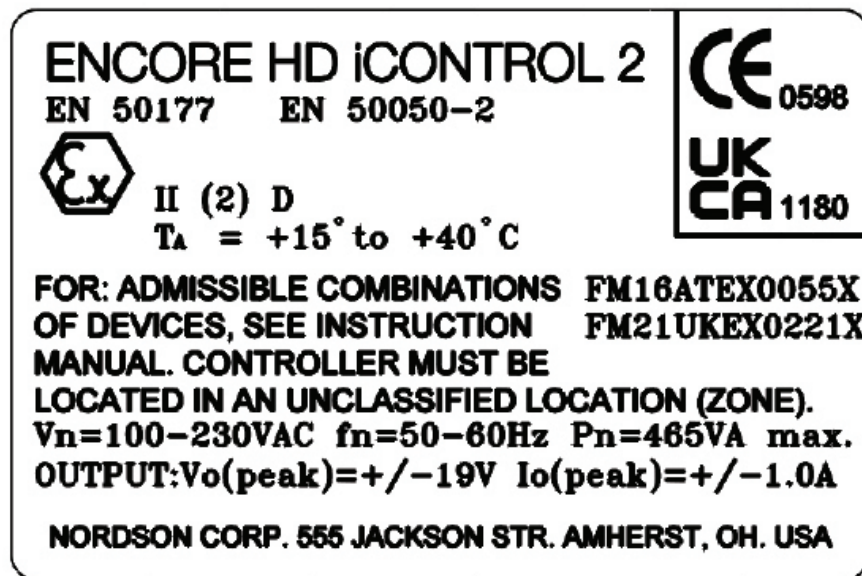 ENCORE HD iCONTROL 2
EN 50177 EN 50050-2
CE 0598
Ex
II (2) D
TA = +15° to +40°C
UK
CA 1180
FOR: ADMISSIBLE COMBINATIONS FM16ATEX0055X
OF DEVICES, SEE INSTRUCTION FM21UKEX0221X
MANUAL. CONTROLLER MUST BE
LOCATED IN AN UNCLASSIFIED LOCATION (ZONE).
Vn=100-230VAC fn=50-60Hz Pn=465VA max.
OUTPUT:Vo(peak)=+/-19V Io(peak)=+/-1.0A
NORDSON CORP. 555 JACKSON STR. AMHERST, OH. USA